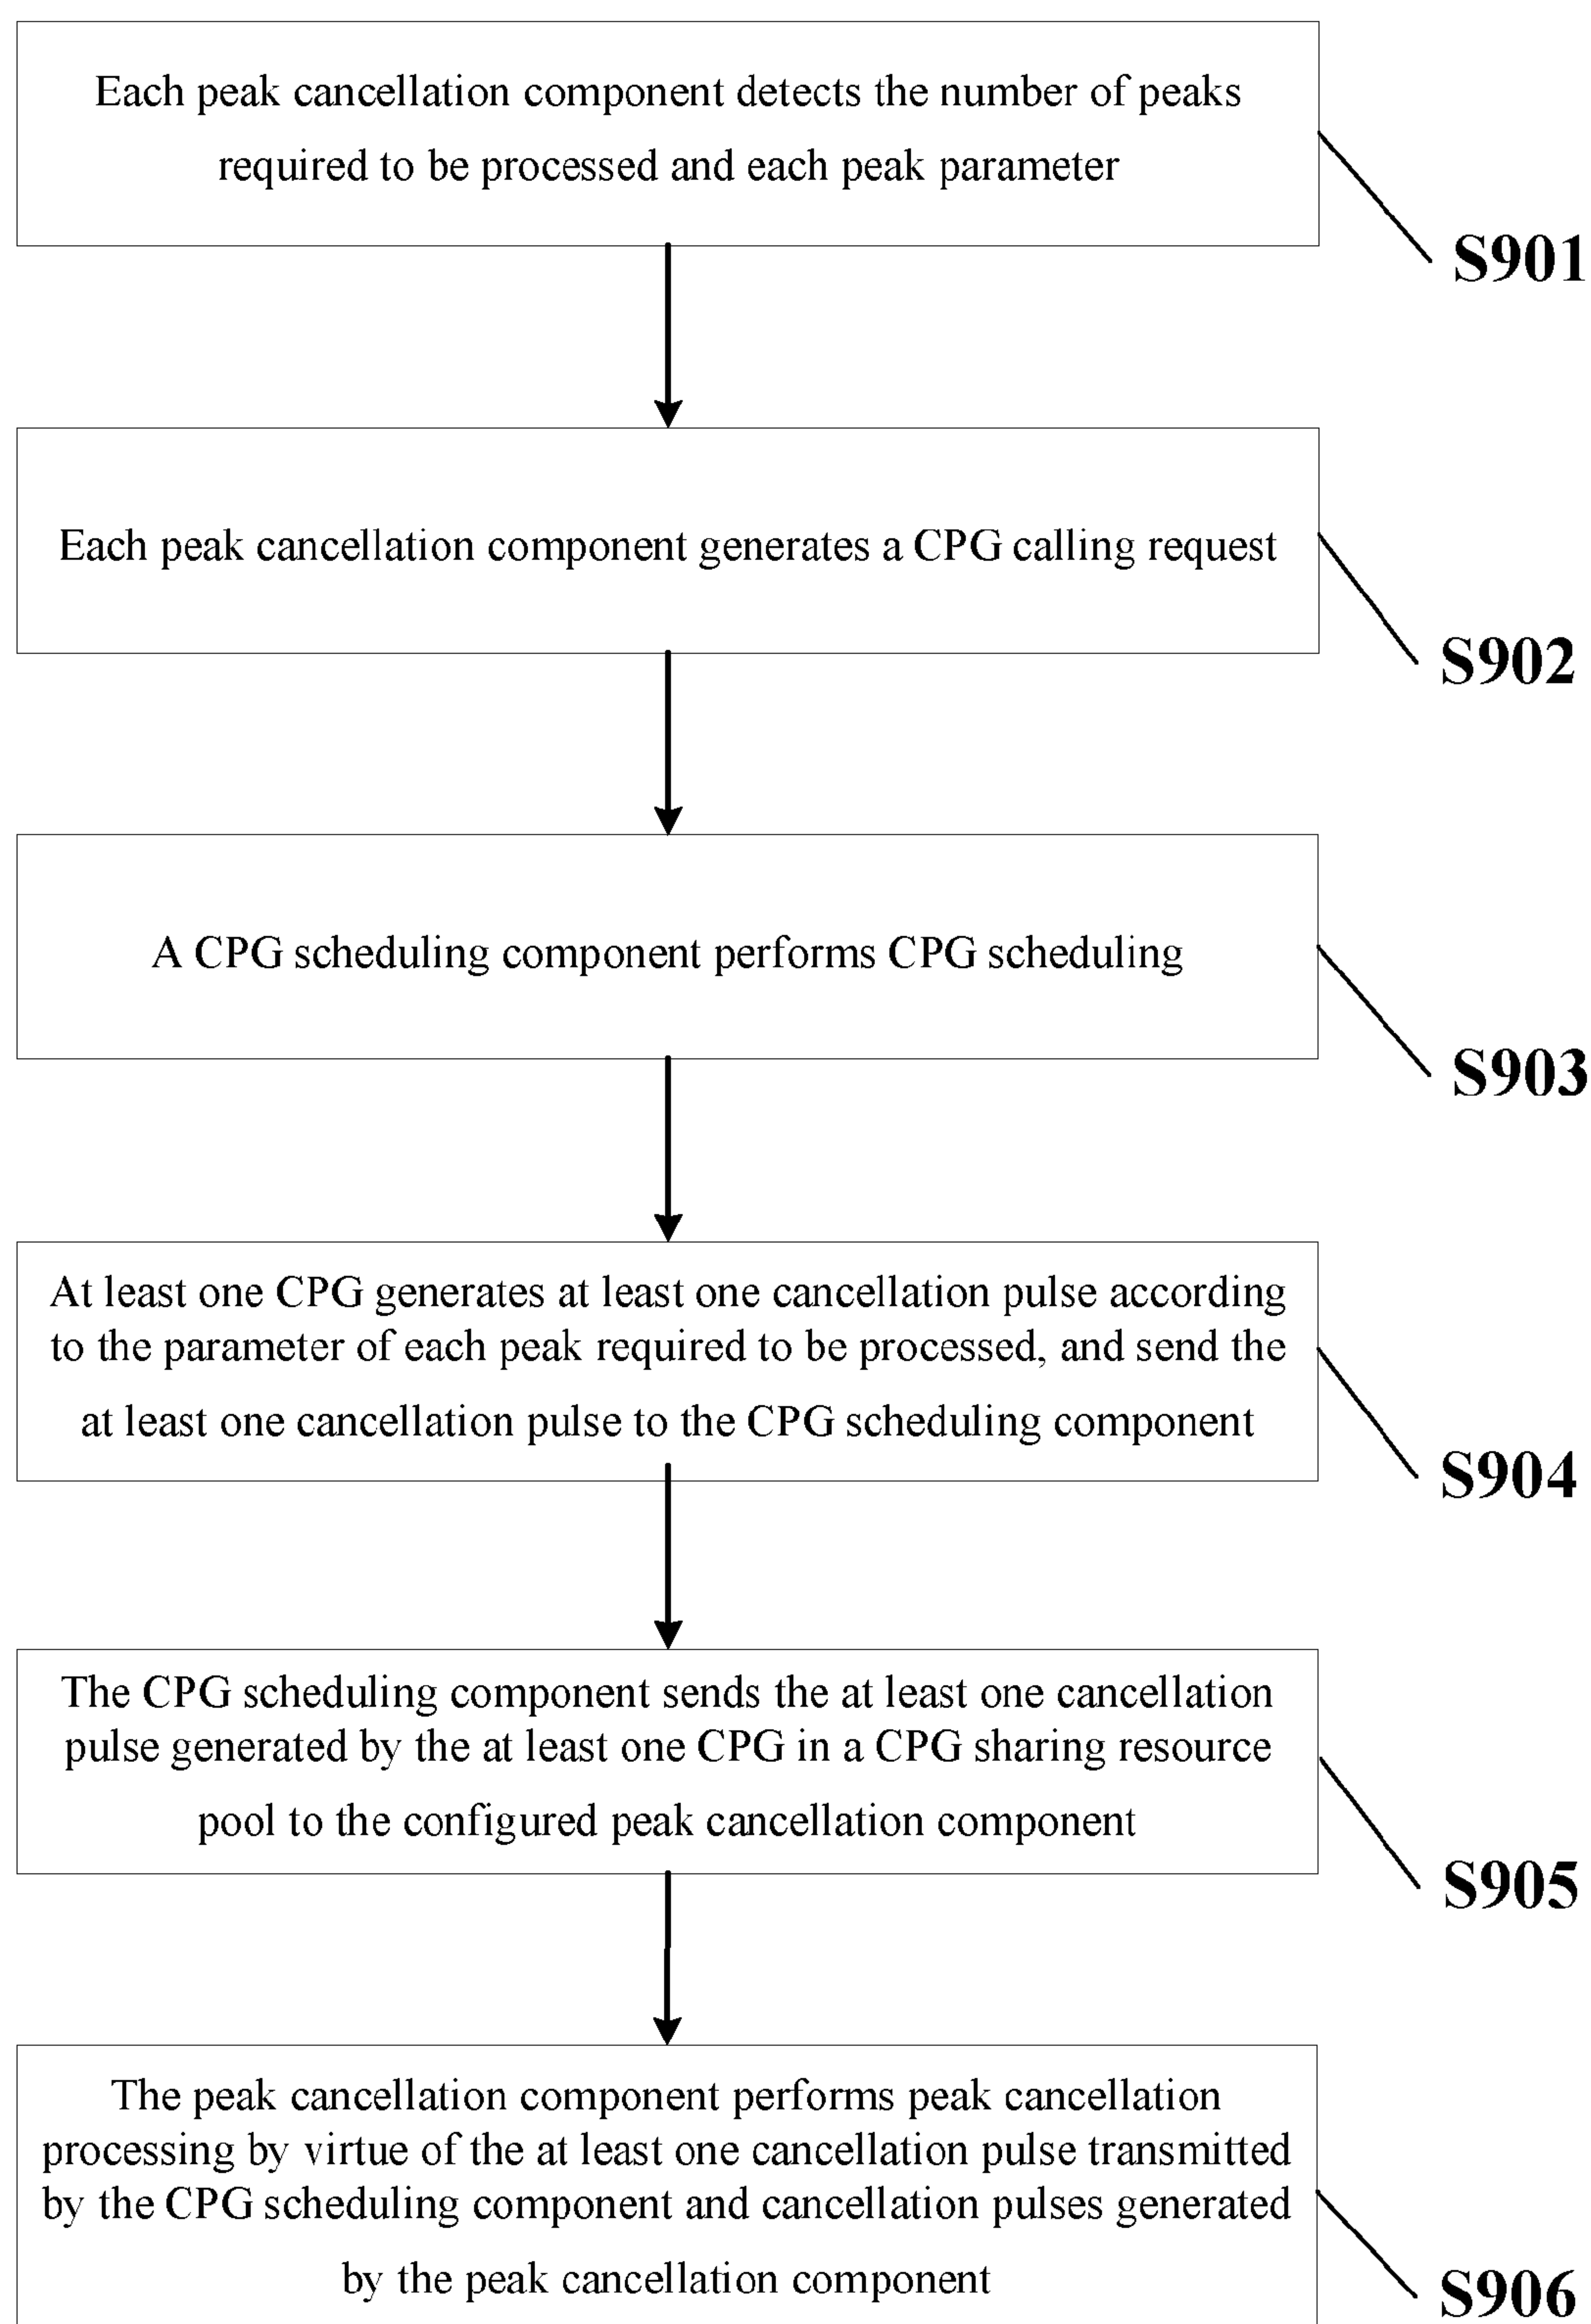 Each peak cancellation component detects the number of peaks
required to be processed and each peak parameter
S901
Each peak cancellation component generates a CPG calling request
S902
A CPG scheduling component performs CPG scheduling
S903
At least one CPG generates at least one cancellation pulse according
to the parameter of each peak required to be processed, and send the
at least one cancellation pulse to the CPG scheduling component
S904
The CPG scheduling component sends the at least one cancellation
pulse generated by the at least one CPG in a CPG sharing resource
pool to the configured peak cancellation component
S905
The peak cancellation component performs peak cancellation
processing by virtue of the at least one cancellation pulse transmitted
by the CPG scheduling component and cancellation pulses generated
by the peak cancellation component
S906